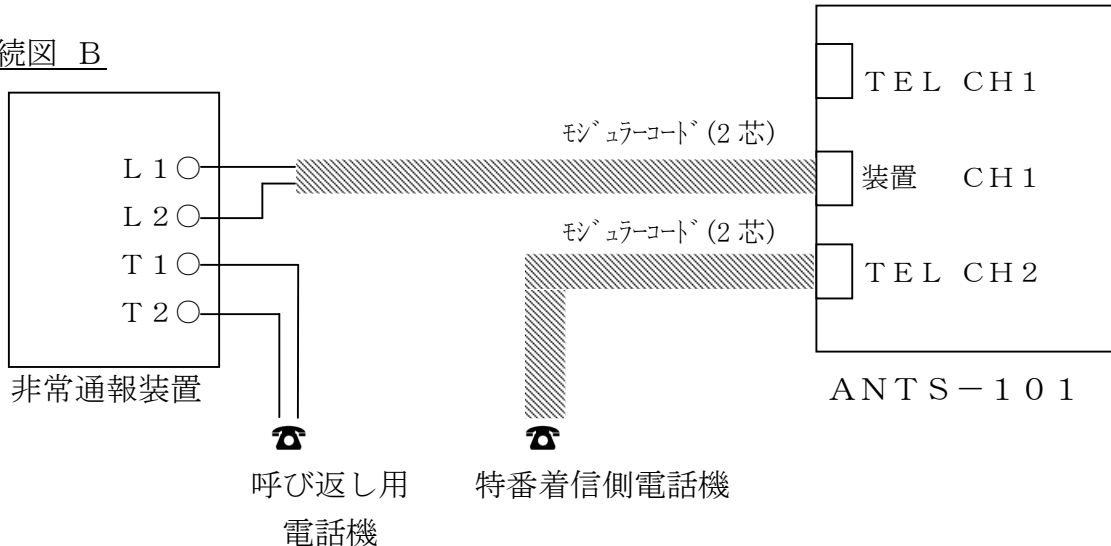 続図 B
TEL CH1
ﾓｼﾞｭﾗｰｺｰﾄﾞ(2芯)
L1
装置 CH1
L2
ﾓｼﾞｭﾗｰｺｰﾄﾞ(2芯)
T1
TEL CH2
T2
非常通報装置
ANTS-101
呼び返し用
電話機
特番着信側電話機